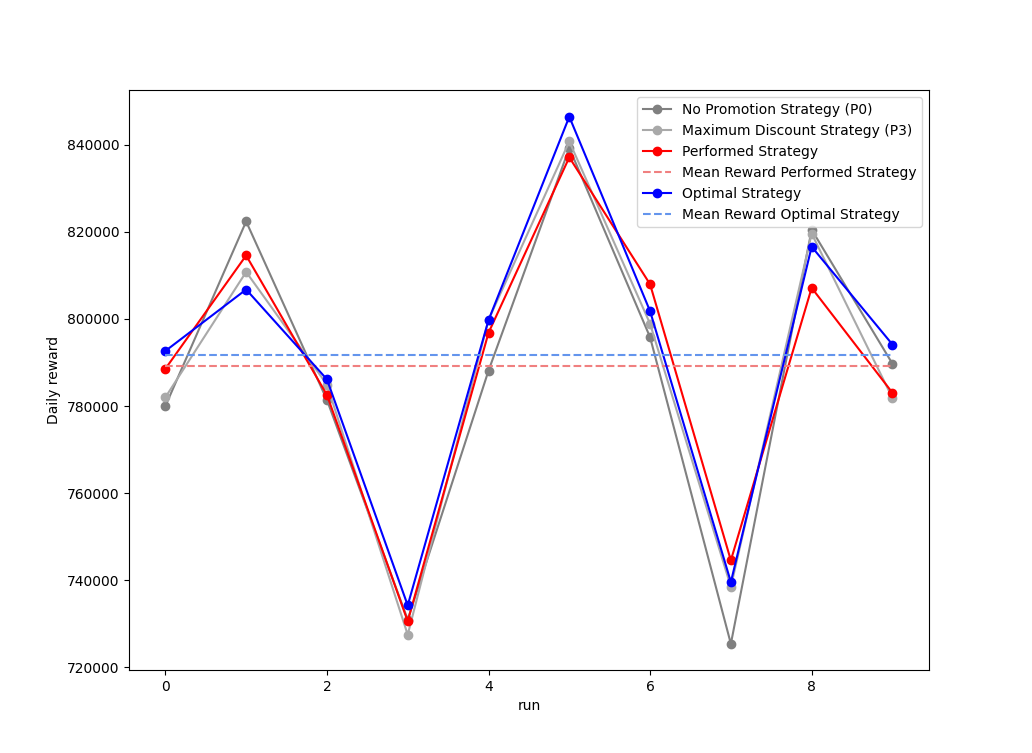 No Promotion Strategy (P0)
Maximum Discount Strategy (P3)
Performed Strategy
Mean Reward Performed Strategy
Optimal Strategy
Mean Reward Optimal Strategy
840000
820000
800000
780000
760000
740000
720000
Daily reward
0 2 4 6 8
run